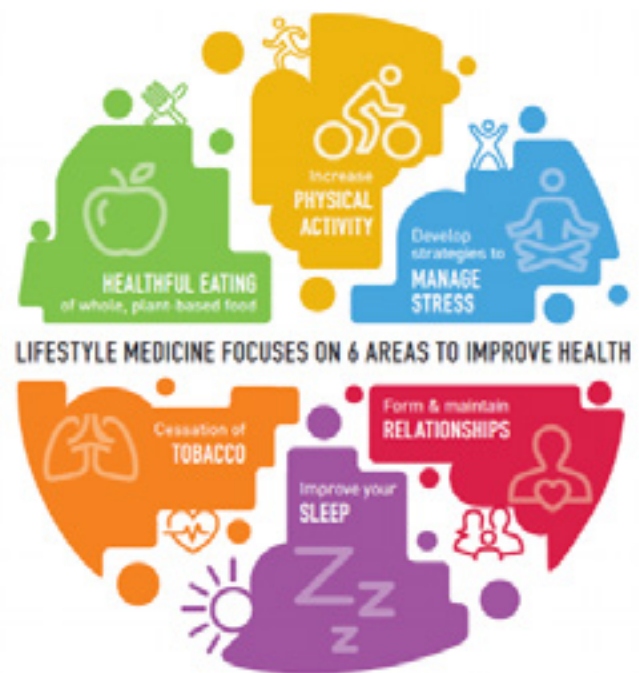 Increase
PHYSICAL
ACTIVITY
HEALTHFUL EATING
of whole, plant-based food
Develop
strategies to
MANAGE
STRESS
LIFESTYLE MEDICINE FOCUSES ON 6 AREAS TO IMPROVE HEALTH
Cessation of
TOBACCO
Improve your
SLEEP
Z
Z
Z
Form & maintain
RELATIONSHIPS